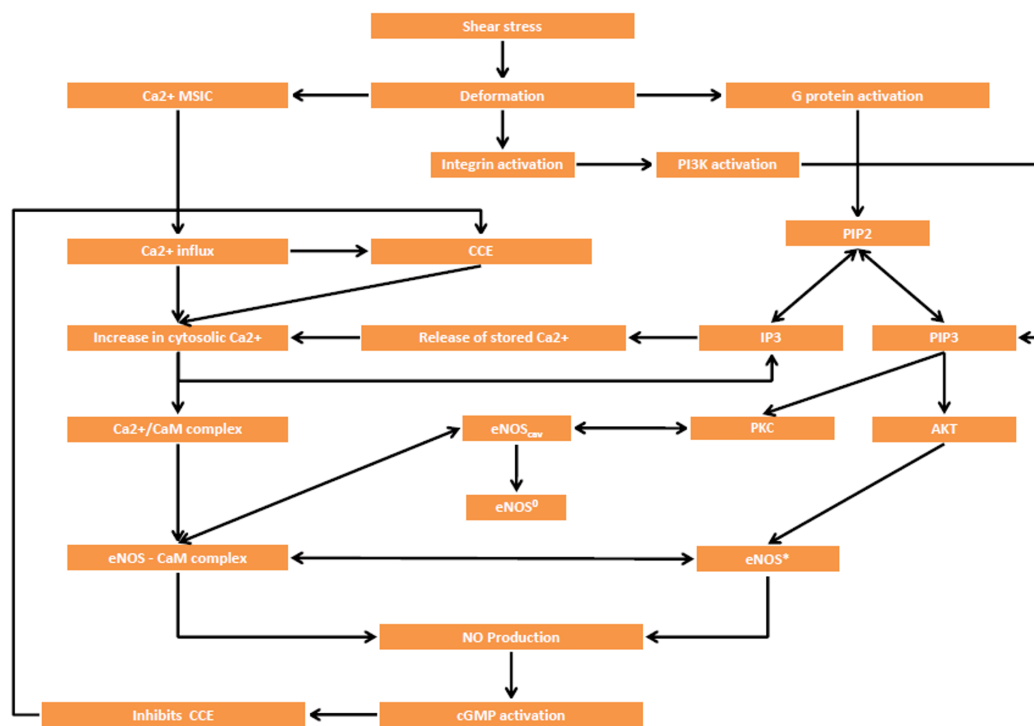 Shear stress
Ca2+ MSIC
Deformation
G protein activation
Integrin activation
PI3K activation
PIP2
Ca2+ influx
CCE
Increase in cytosolic Ca2+
Release of stored Ca2+
IP3
PIP3
Ca2+/CaM complex
eNOScav
PKC
AKT
eNOS⁰
eNOS - CaM complex
eNOS*
NO Production
Inhibits CCE
cGMP activation